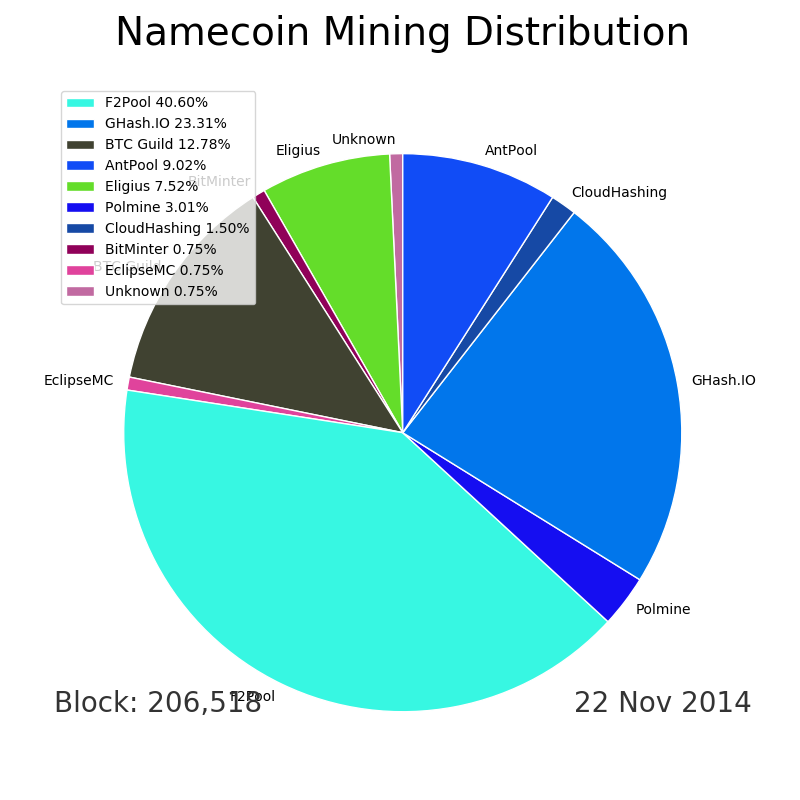 Namecoin Mining Distribution
F2Pool 40.60%
GHash.IO 23.31%
BTC Guild 12.78%
AntPool 9.02%
Eligius 7.52%
Polmine 3.01%
CloudHashing 1.50%
BitMinter 0.75%
EclipseMC 0.75%
Unknown 0.75%
Unknown
Eligius
AntPool
BitMinter
CloudHashing
BTC Guild
EclipseMC
GHash.IO
Polmine
F2Pool
Block: 206,518
22 Nov 2014